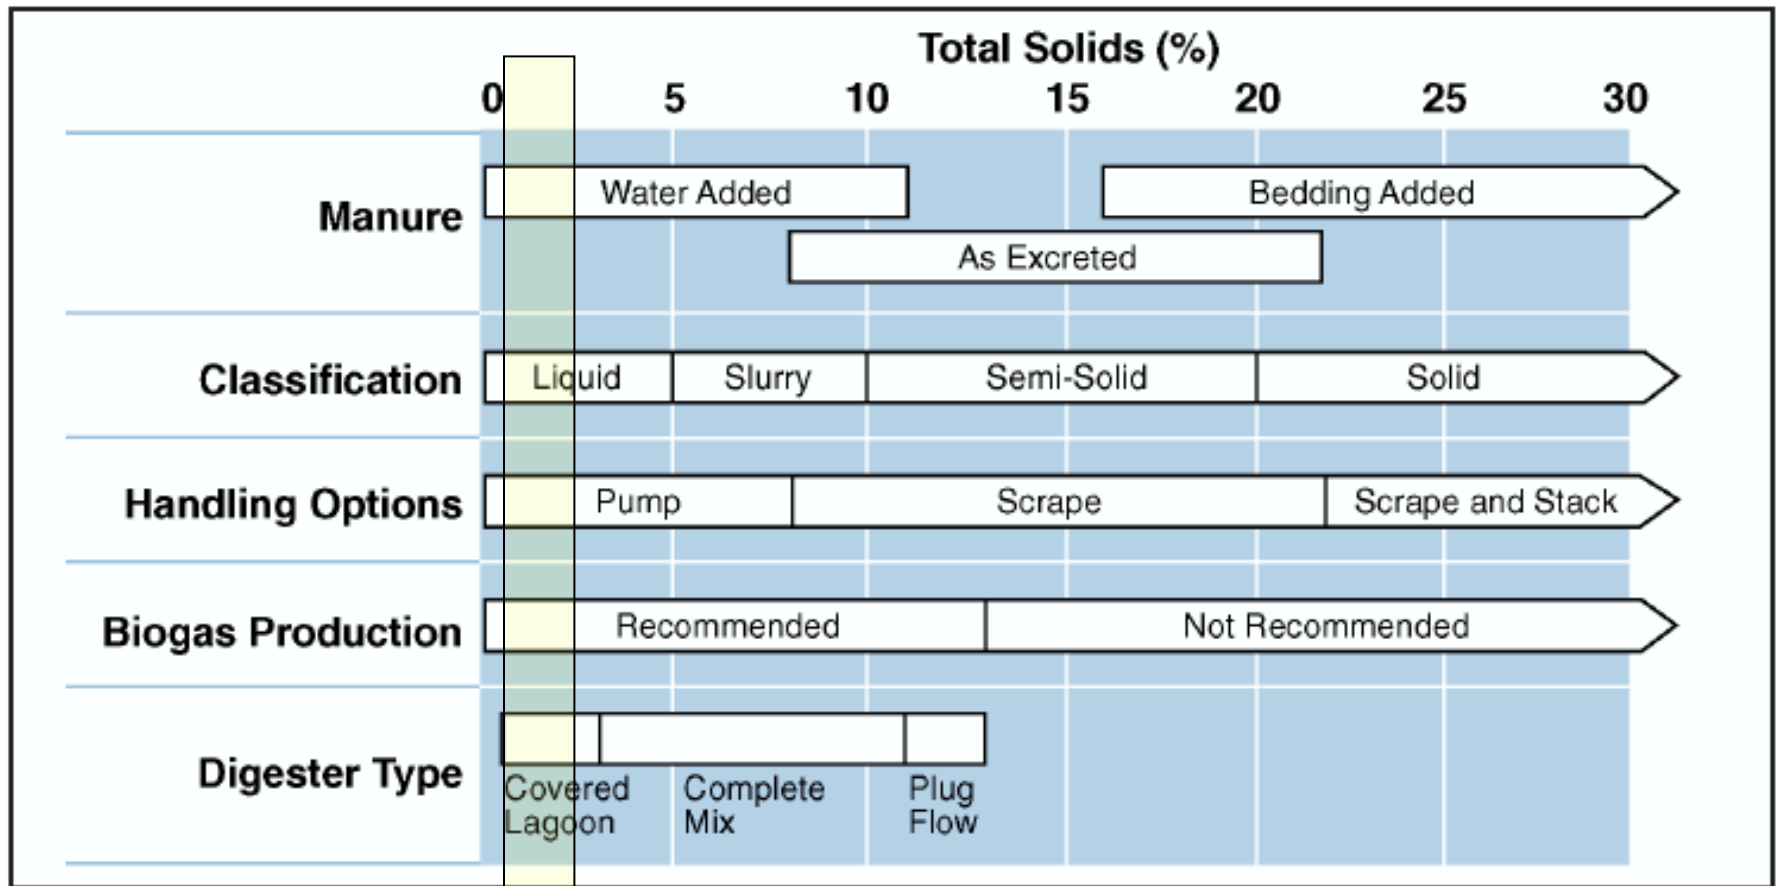 Total Solids (%)
0 5 10 15 20 25 30
Manure
Water Added
Bedding Added
As Excreted
Classification
Liquid
Slurry
Semi-Solid
Solid
Handling Options
Pump
Scrape
Scrape and Stack
Biogas Production
Recommended
Not Recommended
Digester Type
Covered
Lagoon
Complete
Mix
Plug
Flow